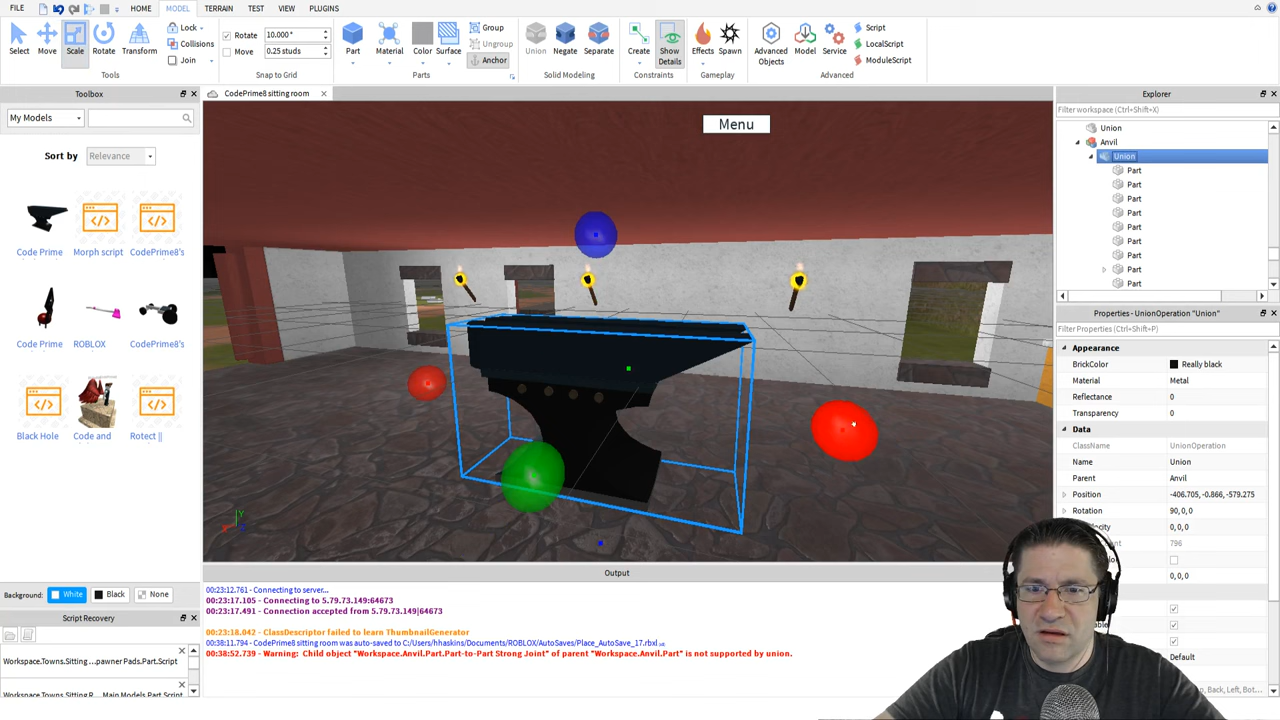 FILE HOME MODEL TERRAIN TEST VIEW PLUGINS
Select Move Scale Rotate Transform
Lock
Collisions
Join
Tools
Rotate 10.000°
Move 0.25 studs
Snap to Grid
Part Material Color Surface
Group
Ungroup
Anchor
Parts
Union Negate Separate
Solid Modeling
Create Show Details
Constraints
Effects Spawn
Gameplay
Advanced Objects Model Service
Script
LocalScript
ModuleScript
Advanced
Toolbox
My Models
Sort by Relevance
Code Prime Morph script CodePrime8's
Code Prime ROBLOX CodePrime8's
Black Hole Code and Rotect ||
Background: White Black None
Script Recovery
Workspace.Towns.Sitting ...pawner Pads.Part.Script
Workspace.Towns.Sitting R... Main Models Part Script
CodePrime8 sitting room
Menu
Y
Output
00:23:12.761 - Connecting to server...
00:23:17.105 - Connecting to 5.79.73.149:64673
00:23:17.491 - Connection accepted from 5.79.73.149|64673
00:23:18.042 - ClassDescriptor failed to learn ThumbnailGenerator
00:38:11.794 - CodePrime8 sitting room was auto-saved to C:/Users/hhaskins/Documents/ROBLOX/AutoSaves/Place_AutoSave_17.rbxl
00:38:52.739 - Warning: Child object "Workspace.Anvil.Part.Part-to-Part Strong Joint" of parent "Workspace.Anvil.Part" is not supported by union.
Explorer
Filter workspace (Ctrl+Shift+X)
Union
Anvil
Union
Part
Part
Part
Part
Part
Part
Part
Part
Part
Properties - UnionOperation "Union"
Filter Properties (Ctrl+Shift+P)
Appearance
BrickColor Really black
Material Metal
Reflectance 0
Transparency 0
Data
ClassName UnionOperation
Name Union
Parent Anvil
Position -406.705, -0.866, -579.275
Rotation 90, 0, 0
0, 0, 0
796
0, 0, 0
Default